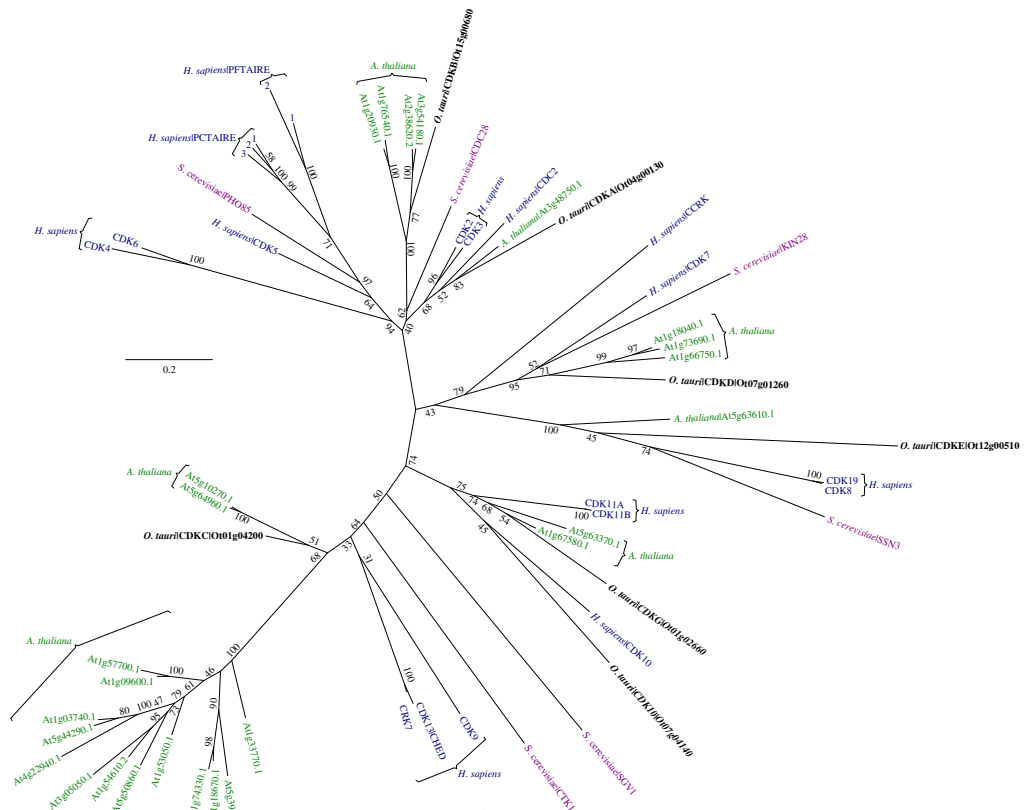 O. tauri|CDKB|Ot15g00680
H. sapiens|PFTAIRE
2
1
A. thaliana
At1g20930.1
At1g76540.1
At2g38620.2
At3g54180.1
100
100
77
100
H. sapiens|PCTAIRE
1
2
3
58
100
99
100
71
S. cerevisiae|PHO85
H. sapiens|CDK5
97
64
H. sapiens
CDK6
CDK4
100
94
40
62
S. cerevisiae|CDC28
CDK2
CDK3
H. sapiens
96
68
H. sapiens|CDC2
52
A. thaliana|At3g48750.1
83
O. tauri|CDKA|Ot04g00130
H. sapiens|CCRK
H. sapiens|CDK7
S. cerevisiae|KIN28
At1g18040.1
At1g73690.1
At1g66750.1
A. thaliana
97
99
52
71
95
79
43
O. tauri|CDKD|Ot07g01260
0.2
A. thaliana|At5g63610.1
100
45
74
O. tauri|CDKE|Ot12g00510
100
CDK19
CDK8
H. sapiens
S. cerevisiae|SSN3
74
75
74
68
54
45
CDK11A
CDK11B
100
H. sapiens
At5g63370.1
At1g67580.1
A. thaliana
O. tauri|CDKG|Ot01g02660
H. sapiens|CDK10
O. tauri|CDK10|Ot07g04140
50
64
33
31
S. cerevisiae|SGV1
S. cerevisiae|CTK1
CDK9
CDK13|CHED
CRK7
100
H. sapiens
A. thaliana
At5g10270.1
At5g64960.1
100
51
68
O. tauri|CDKC|Ot01g04200
100
A. thaliana
At1g57700.1
At1g09600.1
100
46
61
79
47
100
80
95
73
90
98
At1g03740.1
At5g44290.1
At4g22940.1
At3g05050.1
At1g54610.2
At5g50860.1
At1g53050.1
1g74330.1
1g18670.1
At5g39
At1g33770.1